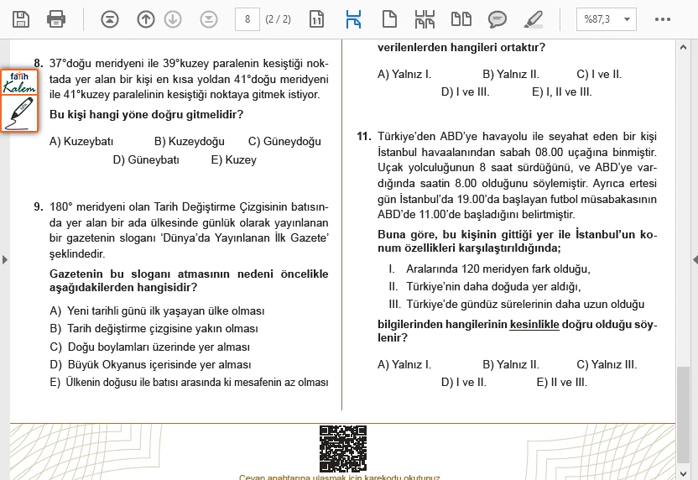 8
(2 / 2)
11
%87,3
fatih
Kalem
8. 37°doğu meridyeni ile 39°kuzey paralenin kesiştiği nok-
tada yer alan bir kişi en kısa yoldan 41°doğu meridyeni
ile 41°kuzey paralelinin kesiştiği noktaya gitmek istiyor.
Bu kişi hangi yöne doğru gitmelidir?
A) Kuzeybatı B) Kuzeydoğu C) Güneydoğu
D) Güneybatı E) Kuzey
9. 180° meridyeni olan Tarih Değiştirme Çizgisinin batısın-
da yer alan bir ada ülkesinde günlük olarak yayınlanan
bir gazetenin sloganı ‘Dünya’da Yayınlanan İlk Gazete’
şeklindedir.
Gazetenin bu sloganı atmasının nedeni öncelikle
aşağıdakilerden hangisidir?
A) Yeni tarihli günü ilk yaşayan ülke olması
B) Tarih değiştirme çizgisine yakın olması
C) Doğu boylamları üzerinde yer alması
D) Büyük Okyanus içerisinde yer alması
E) Ülkenin doğusu ile batısı arasında ki mesafenin az olması
verilenlerden hangileri ortaktır?
A) Yalnız I. B) Yalnız II. C) I ve II.
D) I ve III. E) I, II ve III.
11. Türkiye’den ABD’ye havayolu ile seyahat eden bir kişi
İstanbul havaalanından sabah 08.00 uçağına binmiştir.
Uçak yolculuğunun 8 saat sürdüğünü, ve ABD’ye var-
dığında saatin 8.00 olduğunu söylemiştir. Ayrıca ertesi
gün İstanbul’da 19.00’da başlayan futbol müsabakasının
ABD’de 11.00’de başladığını belirtmiştir.
Buna göre, bu kişinin gittiği yer ile İstanbul’un ko-
num özellikleri karşılaştırıldığında;
I. Aralarında 120 meridyen fark olduğu,
II. Türkiye’nin daha doğuda yer aldığı,
III. Türkiye’de gündüz sürelerinin daha uzun olduğu
bilgilerinden hangilerinin kesinlikle doğru olduğu söy-
lenir?
A) Yalnız I. B) Yalnız II. C) Yalnız III.
D) I ve II. E) II ve III.
Cevap anahtarına ulaşmak için karekodu okutunuz